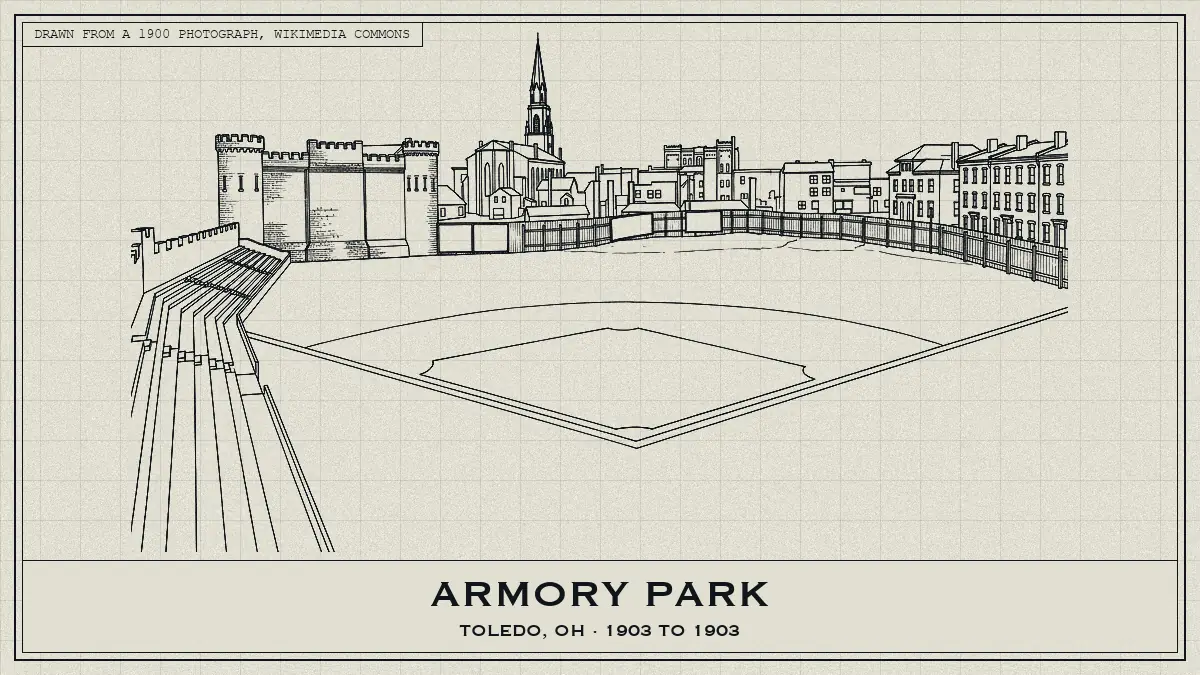 DRAWN FROM A 1900 PHOTOGRAPH, WIKIMEDIA COMMONS
ARMORY PARK
TOLEDO, OH · 1903 TO 1903